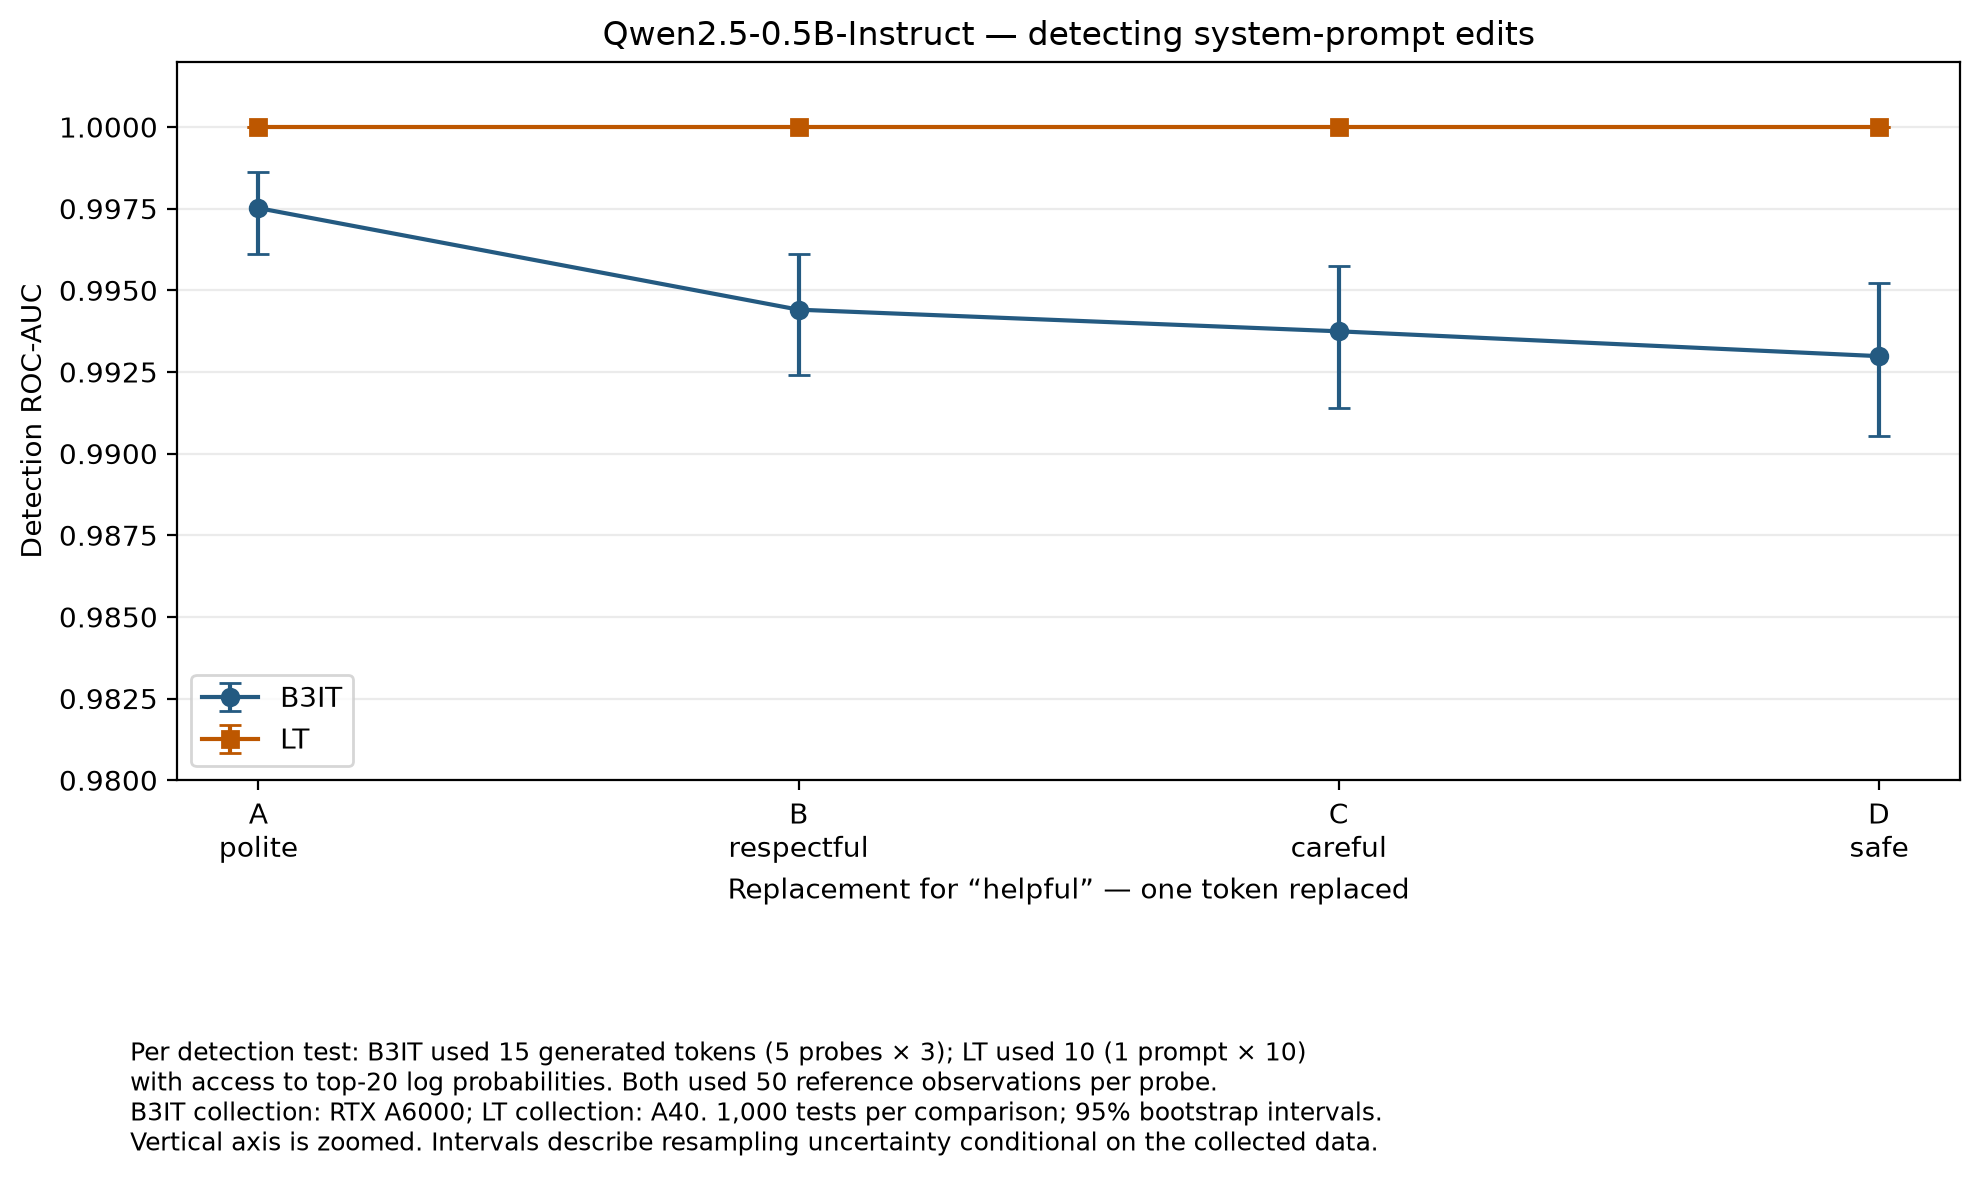 Qwen2.5-0.5B-Instruct — detecting system-prompt edits
Detection ROC-AUC
1.0000
0.9975
0.9950
0.9925
0.9900
0.9875
0.9850
0.9825
0.9800
B3IT
LT
A B C D
polite respectful careful safe
Replacement for “helpful” — one token replaced
Per detection test: B3IT used 15 generated tokens (5 probes × 3); LT used 10 (1 prompt × 10)
with access to top-20 log probabilities. Both used 50 reference observations per probe.
B3IT collection: RTX A6000; LT collection: A40. 1,000 tests per comparison; 95% bootstrap intervals.
Vertical axis is zoomed. Intervals describe resampling uncertainty conditional on the collected data.